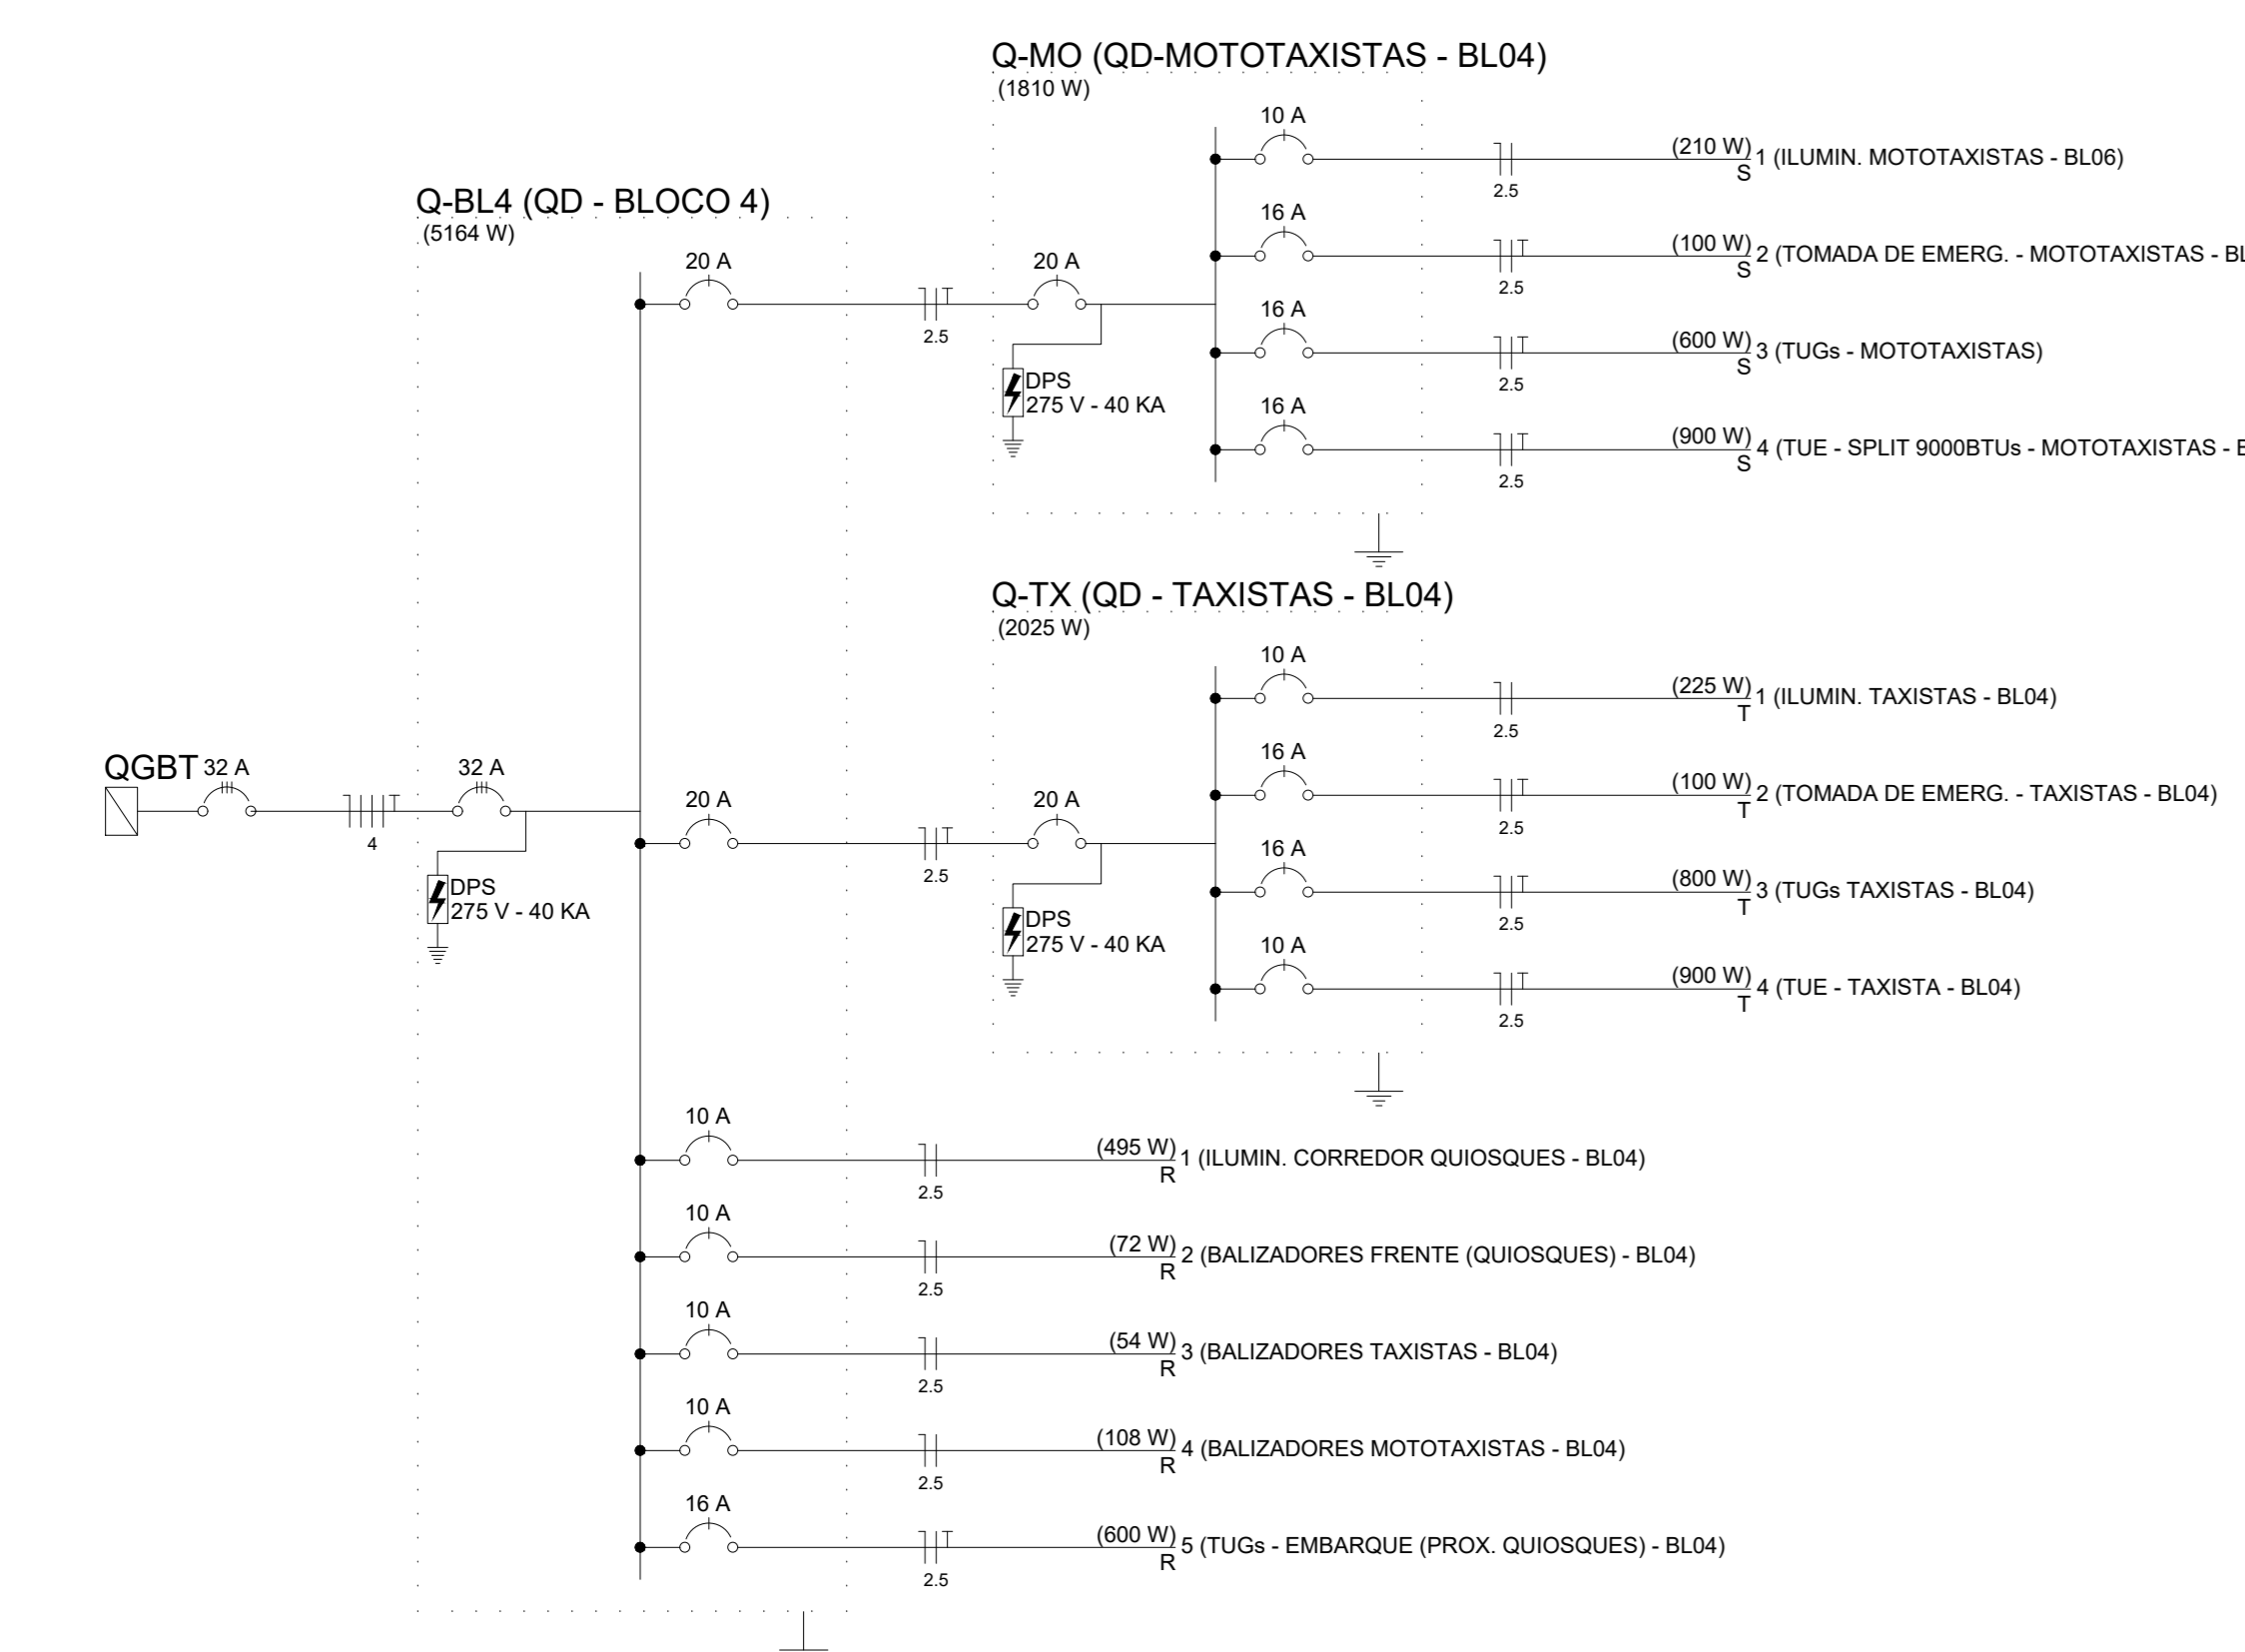 Q-MO (QD-MOTOTAXISTAS - BL04)
(1810 W)
10 A
(210 W)
S
1 (ILUMIN. MOTOTAXISTAS - BL06)
2.5
16 A
(100 W)
S
2 (TOMADA DE EMERG. - MOTOTAXISTAS -
2.5
16 A
(600 W)
S
3 (TUGs - MOTOTAXISTAS)
2.5
16 A
(900 W)
S
4 (TUE - SPLIT 9000BTUs - MOTOTAXISTAS -
2.5
20 A
DPS
275 V - 40 KA
Q-BL4 (QD - BLOCO 4)
(5164 W)
20 A
2.5
Q-TX (QD - TAXISTAS - BL04)
(2025 W)
10 A
(225 W)
T
1 (ILUMIN. TAXISTAS - BL04)
2.5
16 A
(100 W)
T
2 (TOMADA DE EMERG. - TAXISTAS - BL04)
2.5
16 A
(800 W)
T
3 (TUGs TAXISTAS - BL04)
2.5
10 A
(900 W)
T
4 (TUE - TAXISTA - BL04)
2.5
20 A
DPS
275 V - 40 KA
QGBT
32 A
4
32 A
DPS
275 V - 40 KA
20 A
2.5
10 A
(495 W)
R
1 (ILUMIN. CORREDOR QUIOSQUES - BL04)
2.5
10 A
(72 W)
R
2 (BALIZADORES FRENTE (QUIOSQUES) - BL04)
2.5
10 A
(54 W)
R
3 (BALIZADORES TAXISTAS - BL04)
2.5
10 A
(108 W)
R
4 (BALIZADORES MOTOTAXISTAS - BL04)
2.5
16 A
(600 W)
R
5 (TUGs - EMBARQUE (PROX. QUIOSQUES) - BL04)
2.5